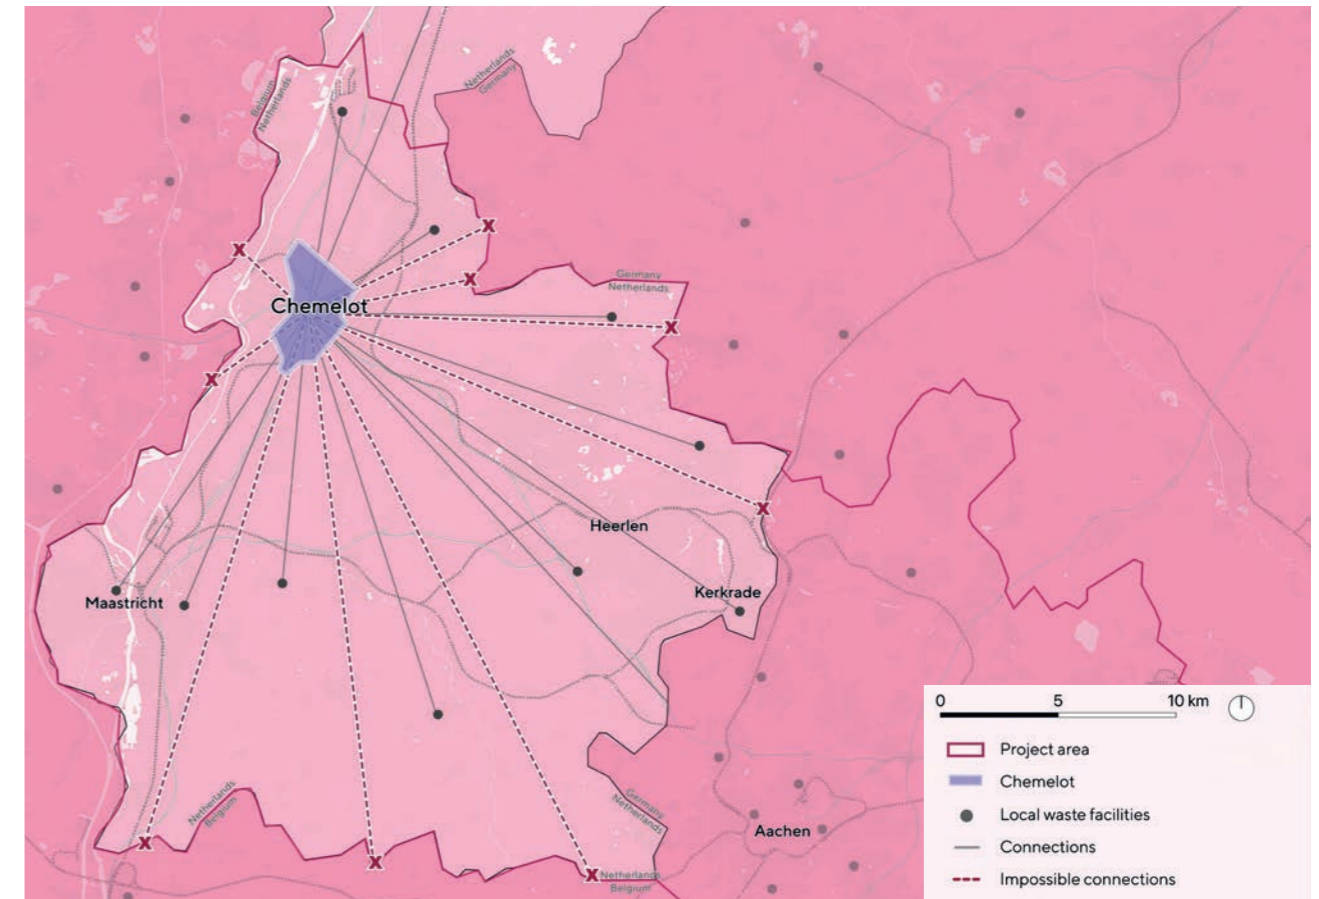 Netherlands
Germany
Belgium
Netherlands
Germany
Netherlands
Chemelot
Heerlen
Kerkrade
Maastricht
Netherlands
Belgium
Germany
Netherlands
Aachen
Netherlands
Belgium
X
X
X
X
X
X
X
X
X
0 5 10 km
Project area
Chemelot
Local waste facilities
Connections
Impossible connections